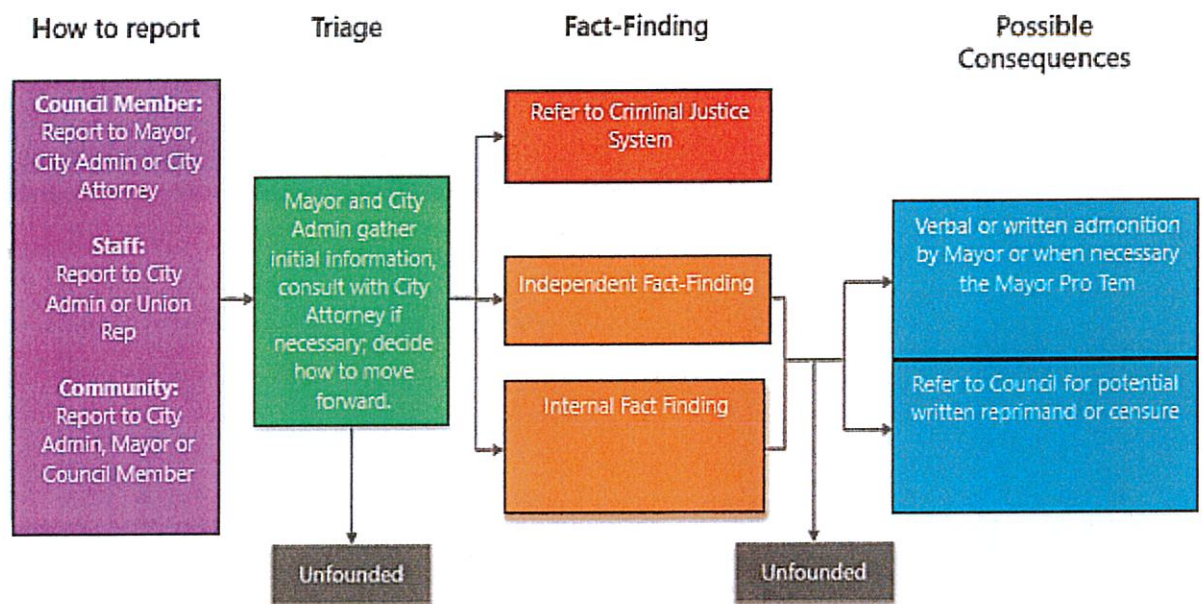 How to report
Triage
Fact-Finding
Possible
Consequences
Council Member:
Report to Mayor,
City Admin or City
Attorney
Staff:
Report to City
Admin or Union
Rep
Community:
Report to City
Admin, Mayor or
Council Member
Mayor and City
Admin gather
initial information,
consult with City
Attorney if
necessary; decide
how to move
forward.
Unfounded
Refer to Criminal Justice
System
Independent Fact-Finding
Internal Fact Finding
Unfounded
Verbal or written admonition
by Mayor or when necessary
the Mayor Pro Tem
Refer to Council for potential
written reprimand or censure